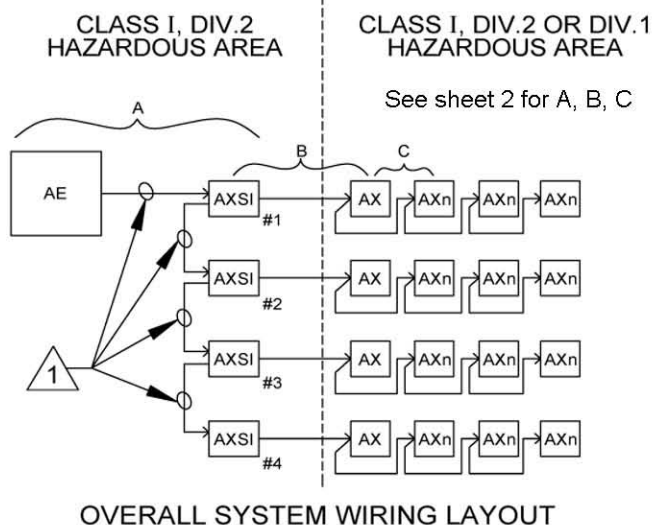 CLASS I, DIV.2
HAZARDOUS AREA
CLASS I, DIV.2 OR DIV.1
HAZARDOUS AREA
See sheet 2 for A, B, C
A
B
C
AE
AXSI
#1
AX
AXn
AXn
AXn
AXSI
#2
AX
AXn
AXn
AXn
1
AXSI
#3
AX
AXn
AXn
AXn
AXSI
#4
AX
AXn
AXn
AXn
OVERALL SYSTEM WIRING LAYOUT